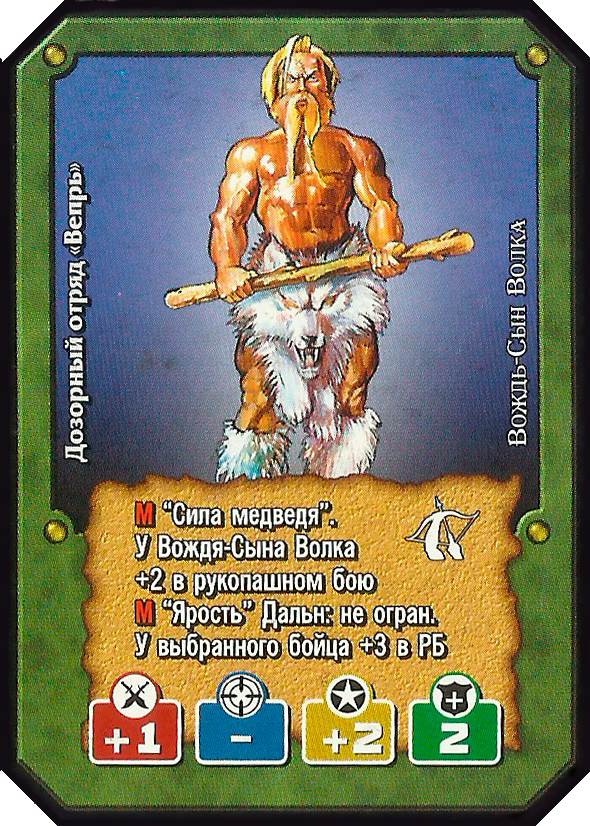 Дозорный отряд «Вепрь»
Вождь-Сын Волка
М “Сила медведя”.
У Вождя-Сына Волка
+2 в рукопашном бою
М “Ярость” Дальн: не огран.
У выбранного бойца +3 в РБ
+1 - +2 2